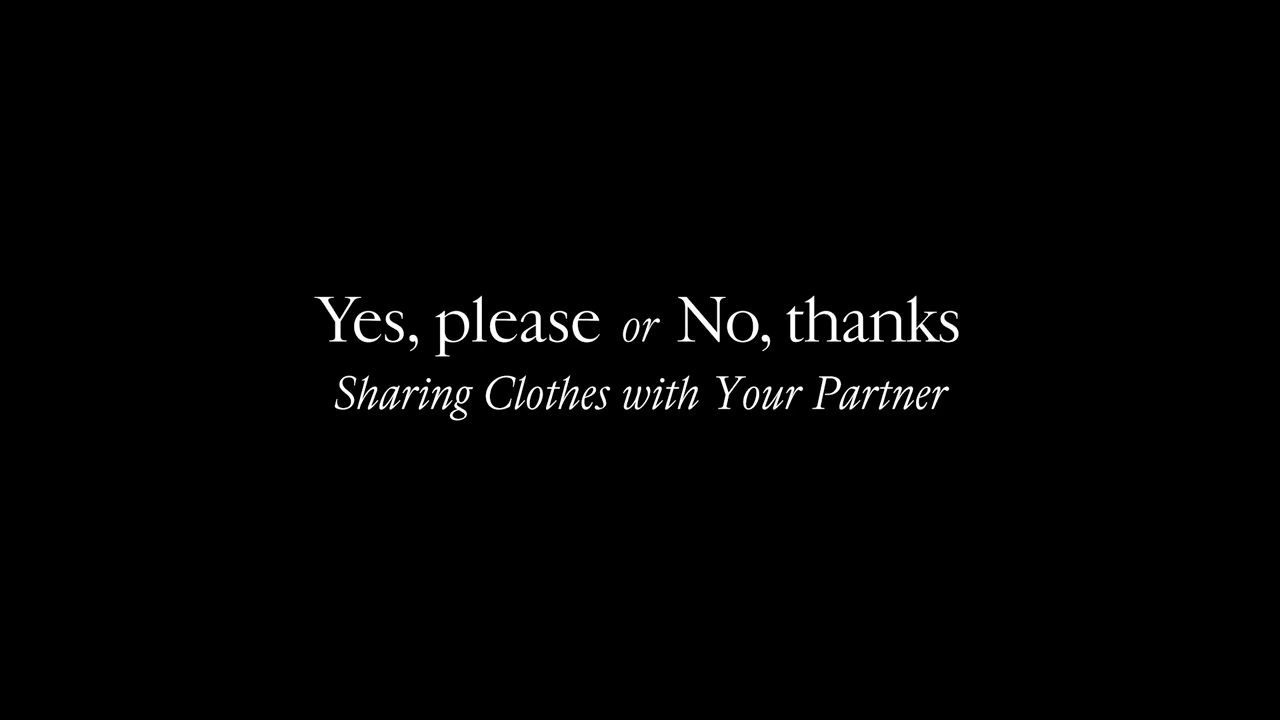 Yes, please or No, thanks
Sharing Clothes with Your Partner